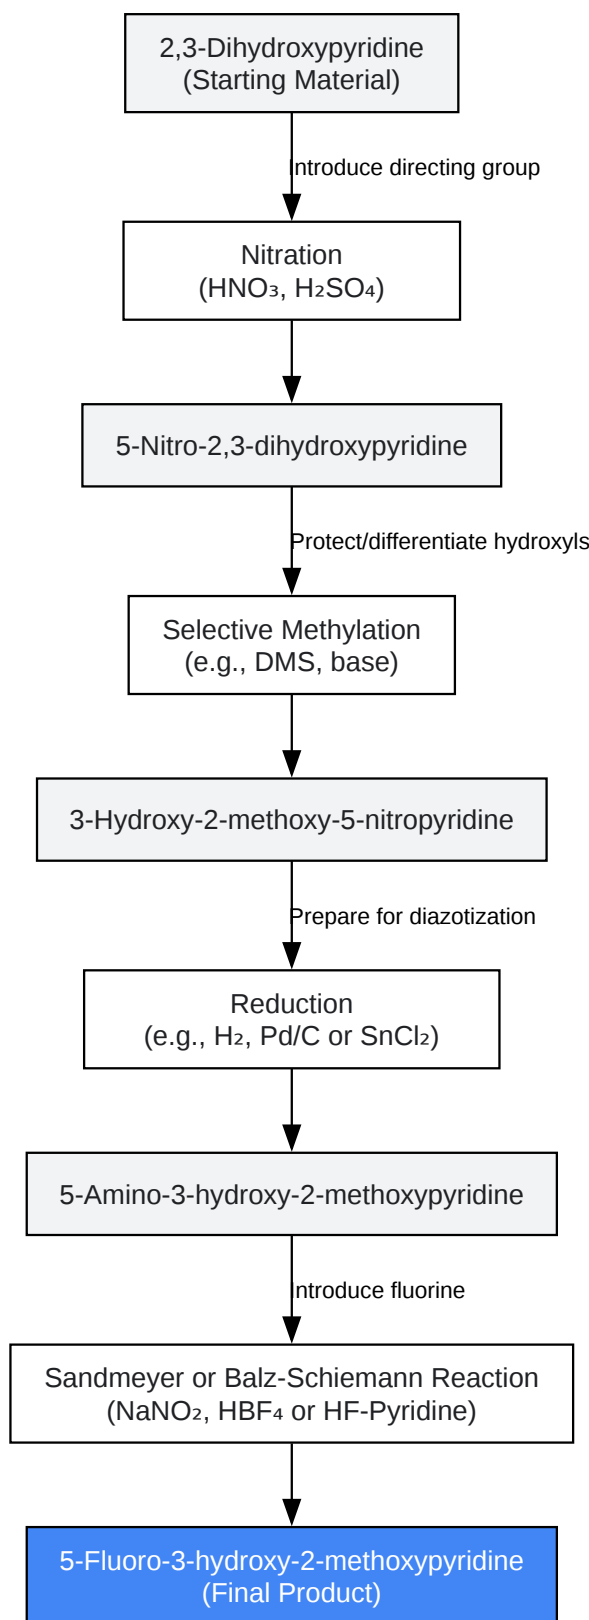 2,3-Dihydroxypyridine
(Starting Material)
Introduce directing group
Nitration
(HNO₃, H₂SO₄)
5-Nitro-2,3-dihydroxypyridine
Protect/differentiate hydroxyls
Selective Methylation
(e.g., DMS, base)
3-Hydroxy-2-methoxy-5-nitropyridine
Prepare for diazotization
Reduction
(e.g., H₂, Pd/C or SnCl₂)
5-Amino-3-hydroxy-2-methoxypyridine
Introduce fluorine
Sandmeyer or Balz-Schiemann Reaction
(NaNO₂, HBF₄ or HF-Pyridine)
5-Fluoro-3-hydroxy-2-methoxypyridine
(Final Product)